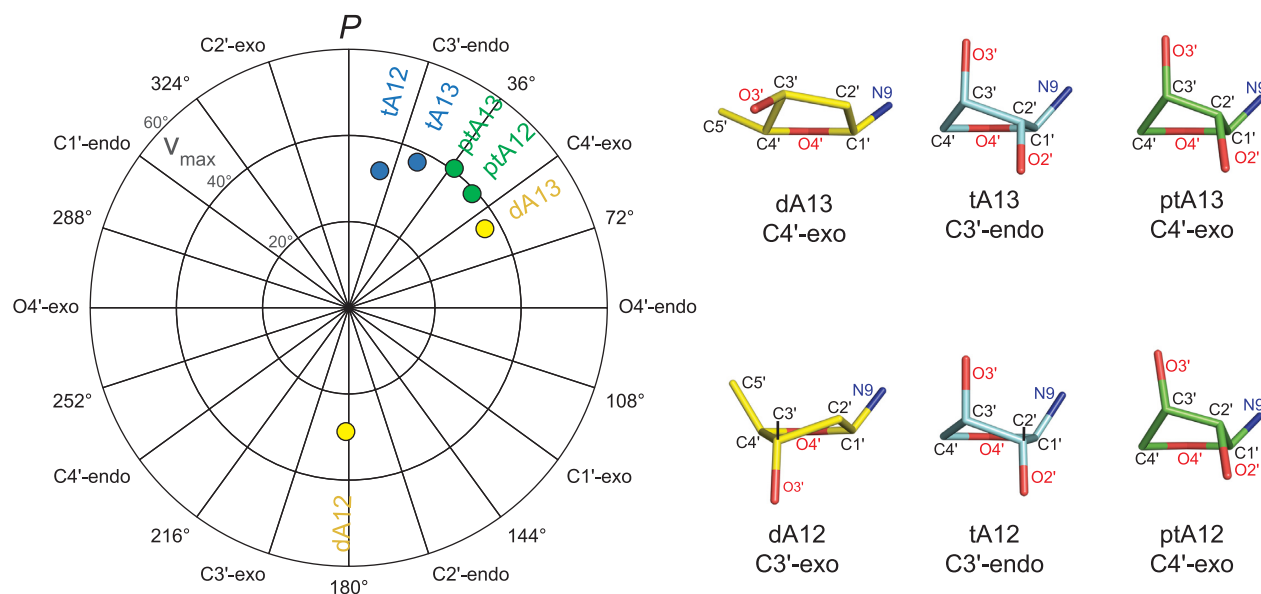 P
C2'-exo
C3'-endo
324°
36°
60°
Vmax
40°
20°
tA12
tA13
ptA13
ptA12
dA13
C1'-endo
C4'-exo
288°
72°
O4'-exo
O4'-endo
252°
108°
C4'-endo
C1'-exo
216°
144°
dA12
C3'-exo
C2'-endo
180°
O3'
C3'
C2'
N9
C5'
C4'
O4'
C1'
dA13
C4'-exo
O3'
N9
C3'
C2'
C4'
O4'
C1'
O2'
tA13
C3'-endo
O3'
C3'
N9
C2'
C4'
O4'
C1'
O2'
ptA13
C4'-exo
C5'
N9
C3'
C2'
C4'
O4'
C1'
O3'
dA12
C3'-exo
O3'
N9
C3'
C2'
C4'
O4'
C1'
O2'
tA12
C3'-endo
O3'
C3'
N9
C2'
C4'
O4'
C1'
O2'
ptA12
C4'-exo